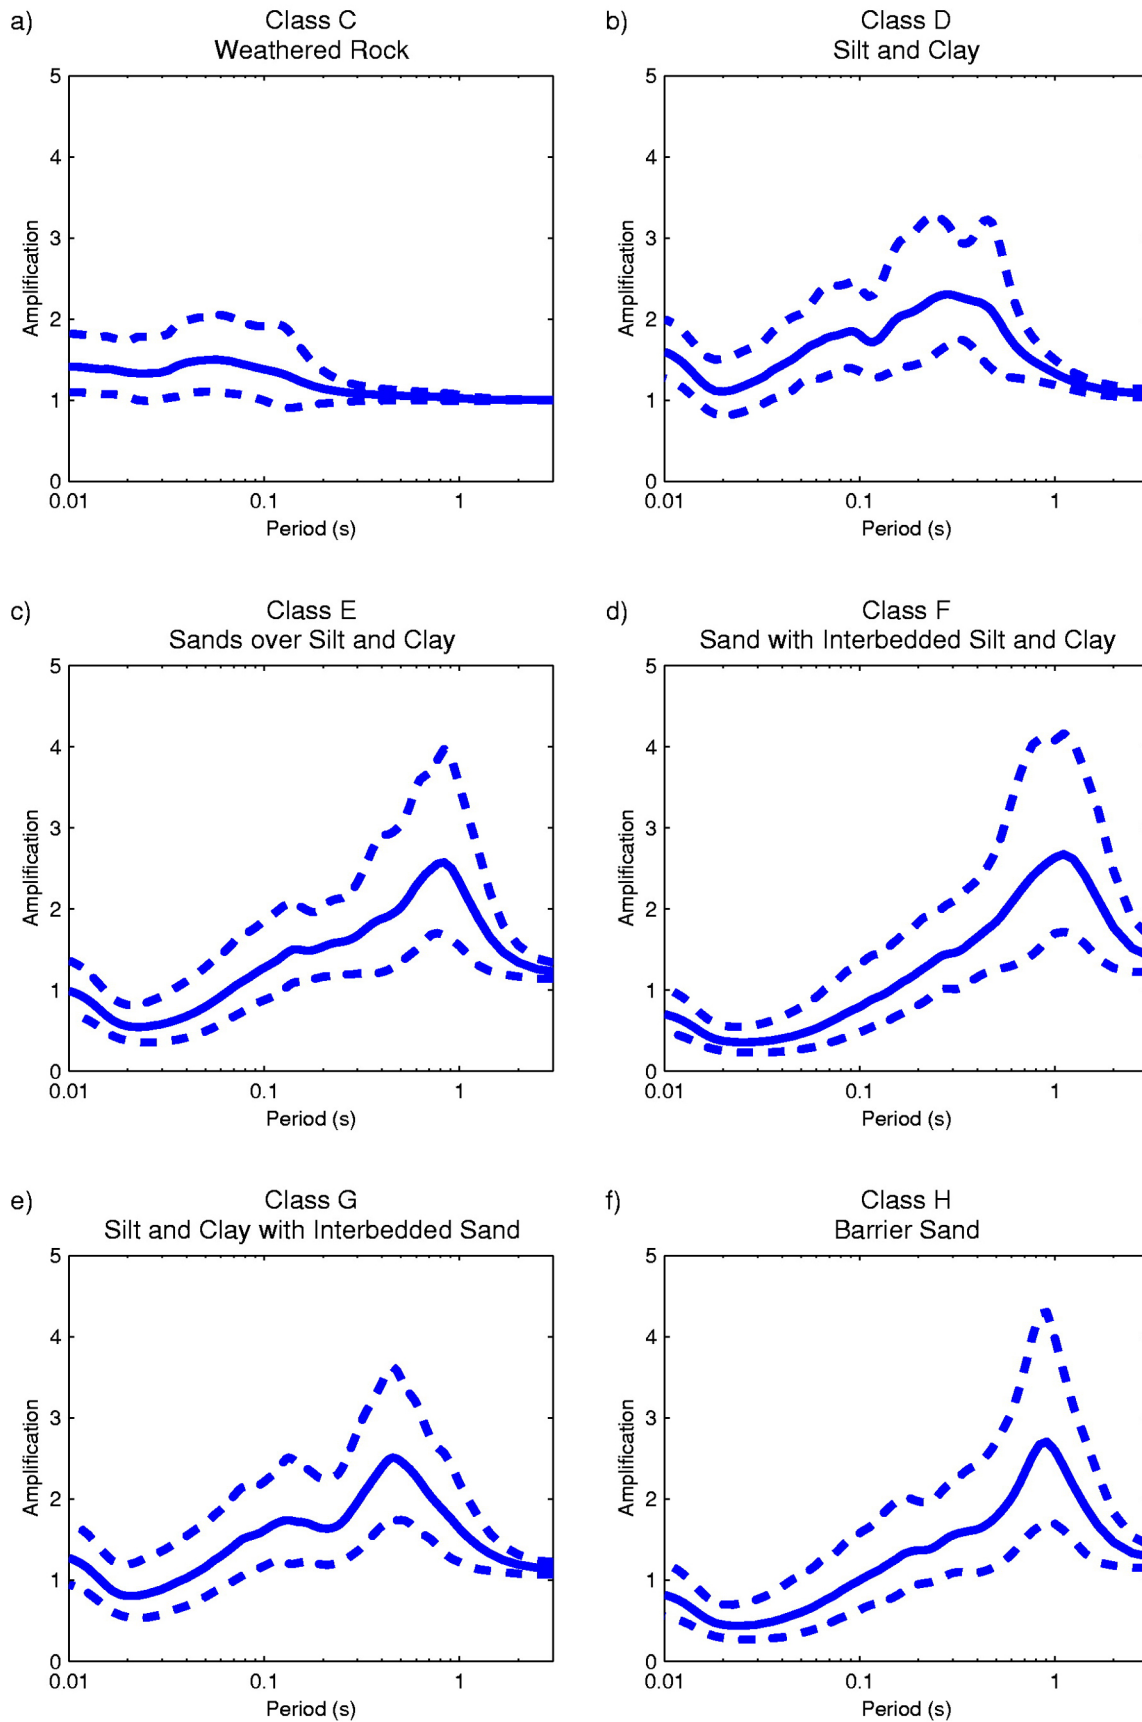 a)
Class C
Weathered Rock
5
4
3
2
1
0
Amplification
0.01
0.1
1
Period (s)
b)
Class D
Silt and Clay
5
4
3
2
1
0
Amplification
0.01
0.1
1
Period (s)
c)
Class E
Sands over Silt and Clay
5
4
3
2
1
0
Amplification
0.01
0.1
1
Period (s)
d)
Class F
Sand with Interbedded Silt and Clay
5
4
3
2
1
0
Amplification
0.01
0.1
1
Period (s)
e)
Class G
Silt and Clay with Interbedded Sand
5
4
3
2
1
0
Amplification
0.01
0.1
1
Period (s)
f)
Class H
Barrier Sand
5
4
3
2
1
0
Amplification
0.01
0.1
1
Period (s)